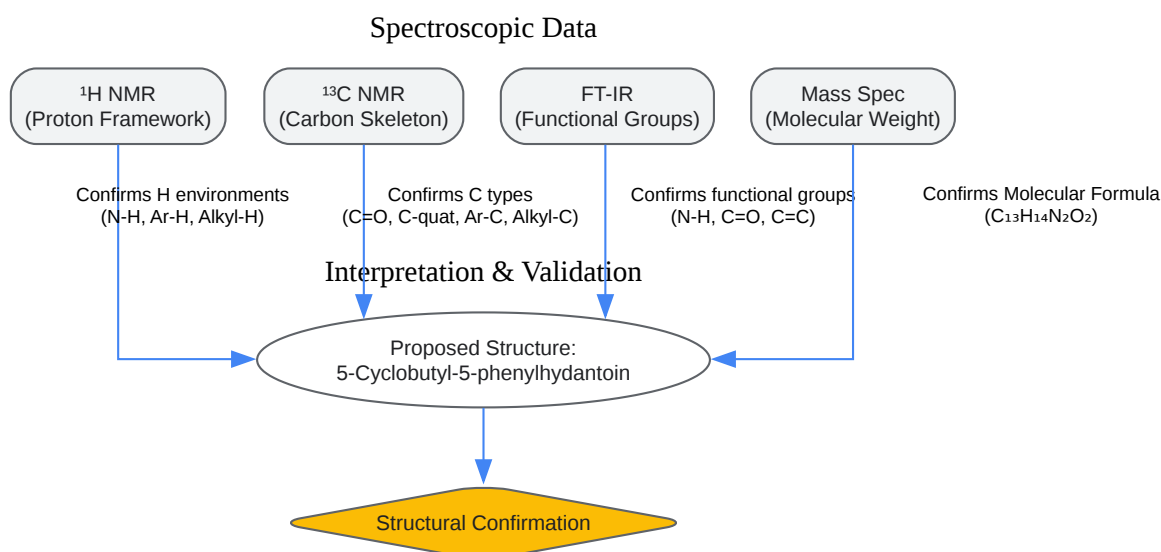 Spectroscopic Data
¹H NMR
(Proton Framework)
¹³C NMR
(Carbon Skeleton)
FT-IR
(Functional Groups)
Mass Spec
(Molecular Weight)
Confirms H environments
(N-H, Ar-H, Alkyl-H)
Confirms C types
(C=O, C-quat, Ar-C, Alkyl-C)
Confirms functional groups
(N-H, C=O, C=C)
Confirms Molecular Formula
(C₁₃H₁₄N₂O₂)
Interpretation & Validation
Proposed Structure:
5-Cyclobutyl-5-phenylhydantoin
Structural Confirmation